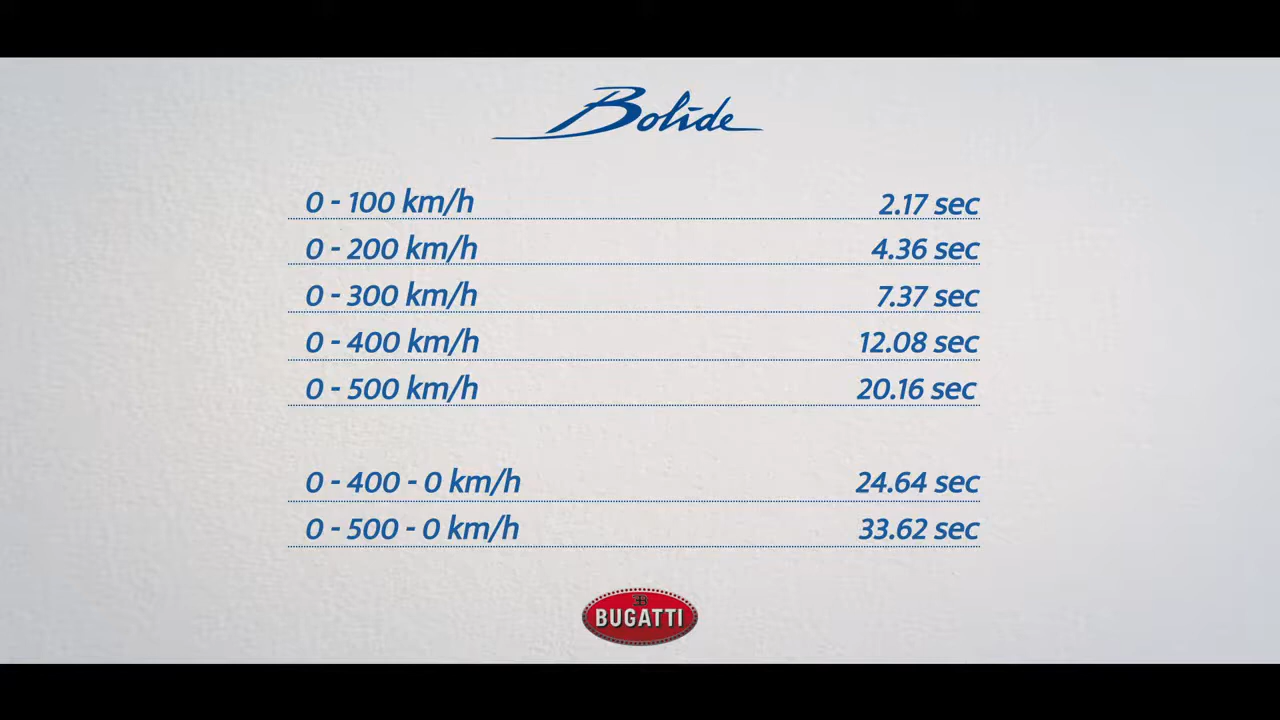 Bolide
0 - 100 km/h 2.17 sec
0 - 200 km/h 4.36 sec
0 - 300 km/h 7.37 sec
0 - 400 km/h 12.08 sec
0 - 500 km/h 20.16 sec
0 - 400 - 0 km/h 24.64 sec
0 - 500 - 0 km/h 33.62 sec
EB
BUGATTI